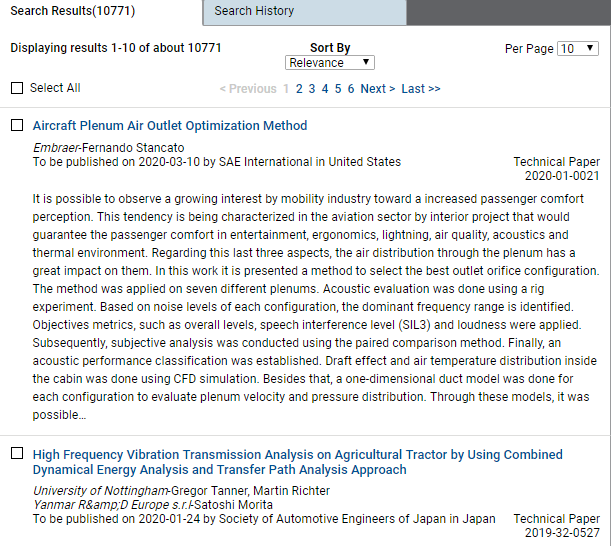 Search Results(10771) Search History
Displaying results 1-10 of about 10771 Sort By Per Page 10
Relevance
Select All < Previous 1 2 3 4 5 6 Next > Last >>
Aircraft Plenum Air Outlet Optimization Method
Embraer-Fernando Stancato
To be published on 2020-03-10 by SAE International in United States Technical Paper
2020-01-0021
It is possible to observe a growing interest by mobility industry toward a increased passenger comfort
perception. This tendency is being characterized in the aviation sector by interior project that would
guarantee the passenger comfort in entertainment, ergonomics, lightning, air quality, acoustics and
thermal environment. Regarding this last three aspects, the air distribution through the plenum has a
great impact on them. In this work it is presented a method to select the best outlet orifice configuration.
The method was applied on seven different plenums. Acoustic evaluation was done using a rig
experiment. Based on noise levels of each configuration, the dominant frequency range is identified.
Objectives metrics, such as overall levels, speech interference level (SIL3) and loudness were applied.
Subsequently, subjective analysis was conducted using the paired comparison method. Finally, an
acoustic performance classification was established. Draft effect and air temperature distribution inside
the cabin was done using CFD simulation. Besides that, a one-dimensional duct model was done for
each configuration to evaluate plenum velocity and pressure distribution. Through these models, it was
possible…
High Frequency Vibration Transmission Analysis on Agricultural Tractor by Using Combined
Dynamical Energy Analysis and Transfer Path Analysis Approach
University of Nottingham-Gregor Tanner, Martin Richter
Yanmar R&amp;D Europe s.r.l-Satoshi Morita
To be published on 2020-01-24 by Society of Automotive Engineers of Japan in Japan Technical Paper
2019-32-0527